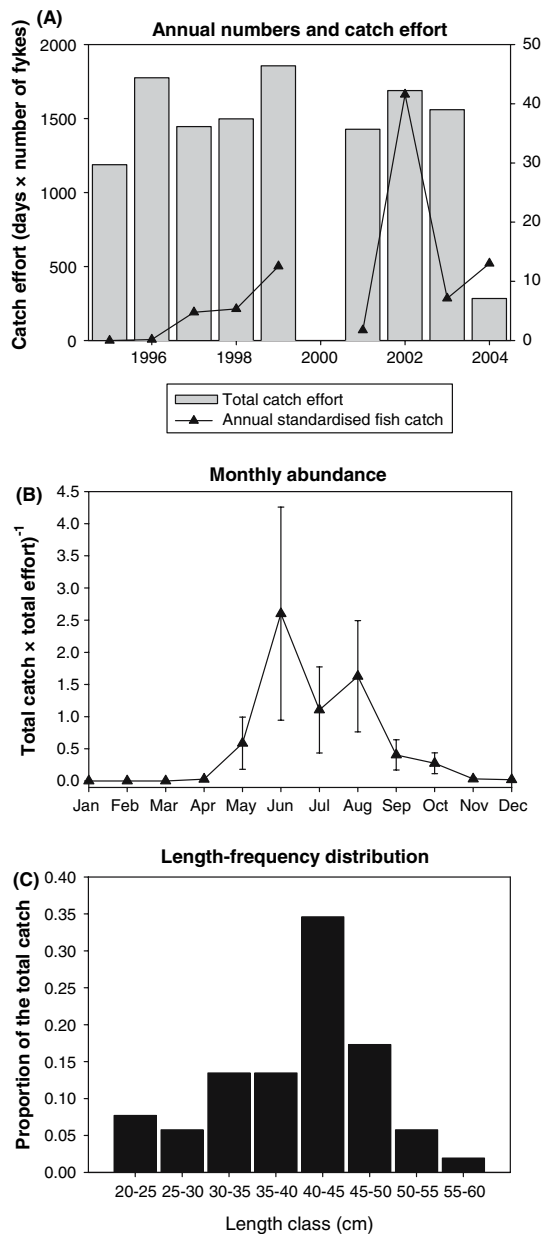 (A)
Annual numbers and catch effort
Catch effort (days × number of fykes)
2000
1500
1000
500
0
50
40
30
20
10
0
1996 1998 2000 2002 2004
Total catch effort
Annual standardised fish catch
(B)
Monthly abundance
Total catch × total effort)⁻¹
4.5
4.0
3.5
3.0
2.5
2.0
1.5
1.0
0.5
0.0
Jan Feb Mar Apr May Jun Jul Aug Sep Oct Nov Dec
Length-frequency distribution
(C)
Proportion of the total catch
0.40
0.35
0.30
0.25
0.20
0.15
0.10
0.05
0.00
20-25 25-30 30-35 35-40 40-45 45-50 50-55 55-60
Length class (cm)